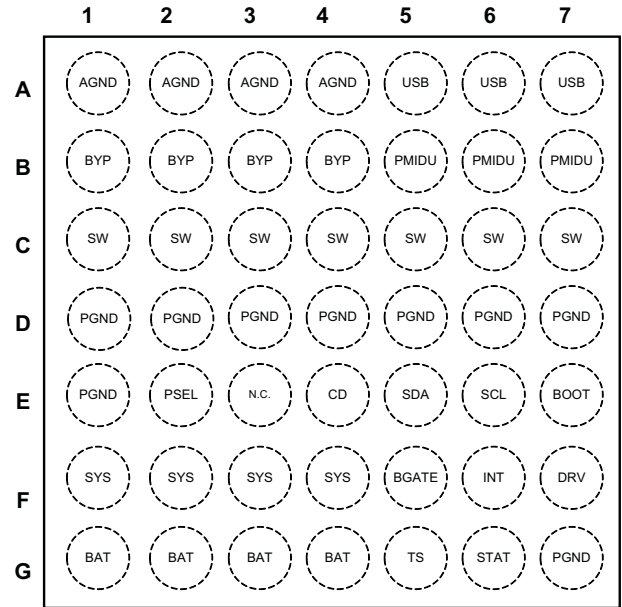 1 2 3 4 5 6 7
A AGND AGND AGND AGND USB USB USB
B BYP BYP BYP BYP PMIDU PMIDU PMIDU
C SW SW SW SW SW SW SW
D PGND PGND PGND PGND PGND PGND PGND
E PGND PSEL N.C. CD SDA SCL BOOT
F SYS SYS SYS SYS BGATE INT DRV
G BAT BAT BAT BAT TS STAT PGND